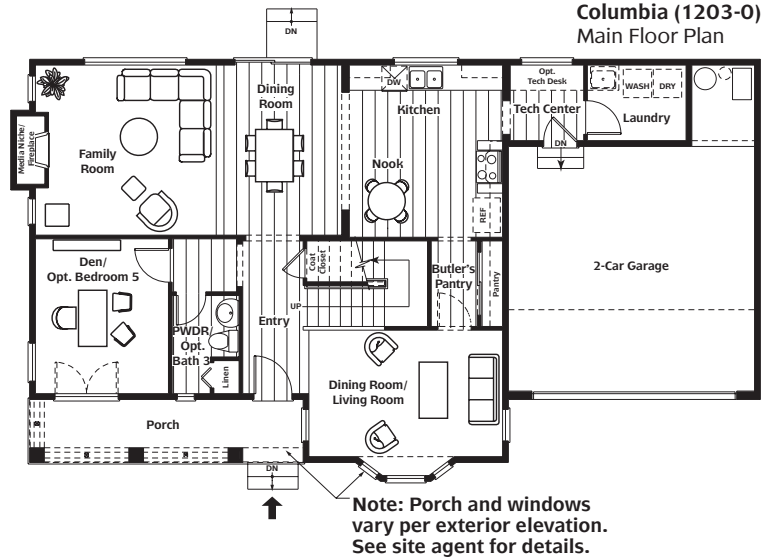 Columbia (1203-0)
Main Floor Plan
DN
Dining
Room
DW
Kitchen
Opt.
Tech Desk
Tech Center
WASH
DRY
Laundry
DN
Media Niche/
Fireplace
Family
Room
Nook
REF
Den/
Opt. Bedroom 5
Coat
Closet
Butler's
Pantry
Pantry
2-Car Garage
UP
Entry
PWDR/
Opt.
Bath 3
Linen
Dining Room/
Living Room
Porch
DN
Note: Porch and windows
vary per exterior elevation.
See site agent for details.